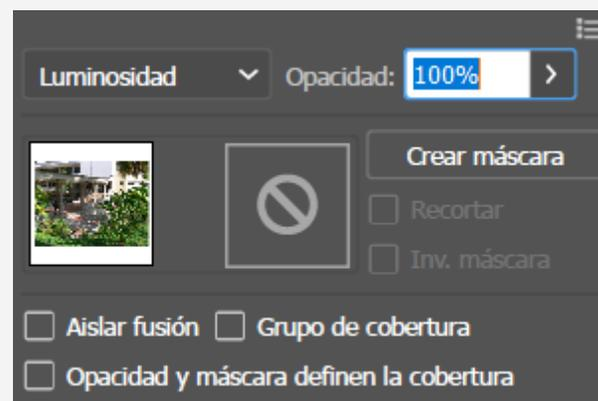 Luminosidad Opacidad: 100%
Crear máscara
Recortar
Inv. máscara
Aislar fusión Grupo de cobertura
Opacidad y máscara definen la cobertura